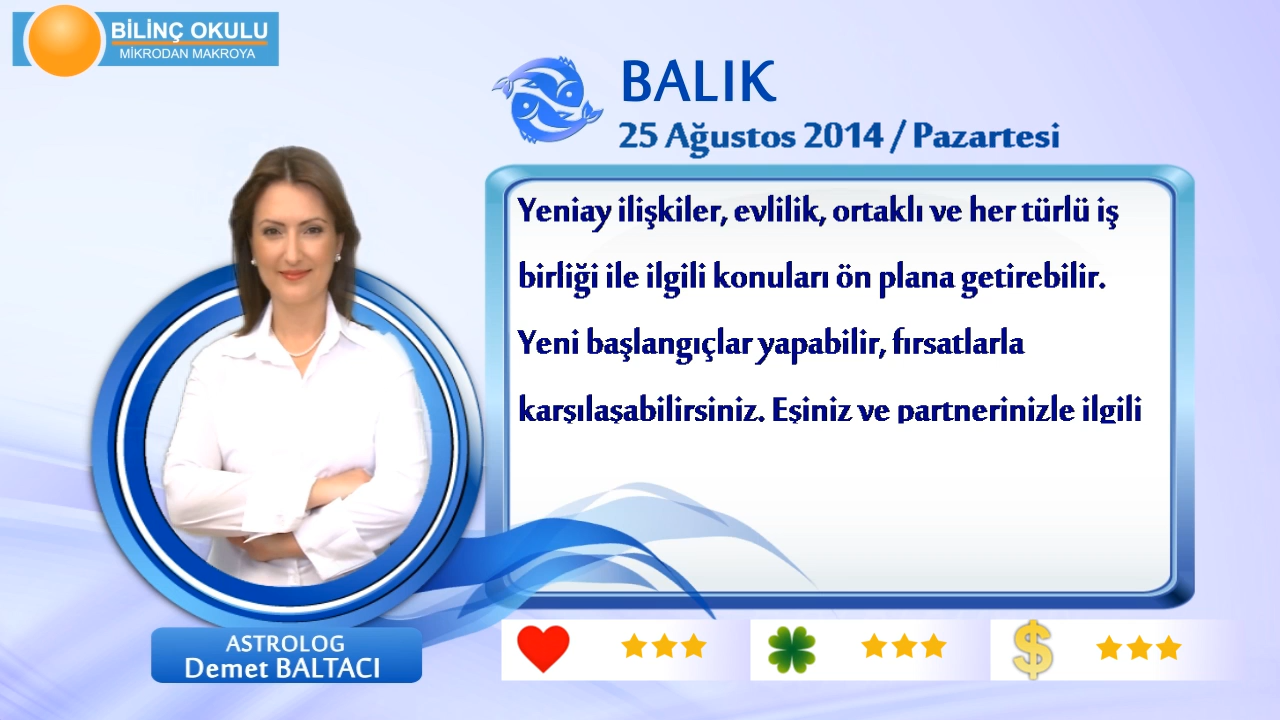 BİLİNÇ OKULU
MİKRODAN MAKROYA
BALIK
25 Ağustos 2014 / Pazartesi
Yeniay ilişkiler, evlilik, ortaklı ve her türlü iş
birliği ile ilgili konuları ön plana getirebilir.
Yeni başlangıçlar yapabilir, fırsatlarla
karşılaşabilirsiniz. Eşiniz ve partnerinizle ilgili
ASTROLOG
Demet BALTACI